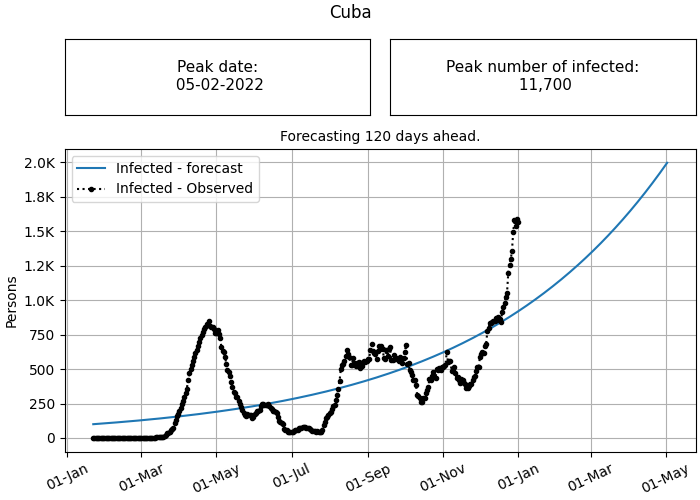 Cuba
Peak date:
05-02-2022
Peak number of infected:
11,700
Forecasting 120 days ahead.
Infected - forecast
Infected - Observed
Persons
2.0K
1.8K
1.5K
1.2K
1.0K
750
500
250
0
01-Jan
01-Mar
01-May
01-Jul
01-Sep
01-Nov
01-Jan
01-Mar
01-May